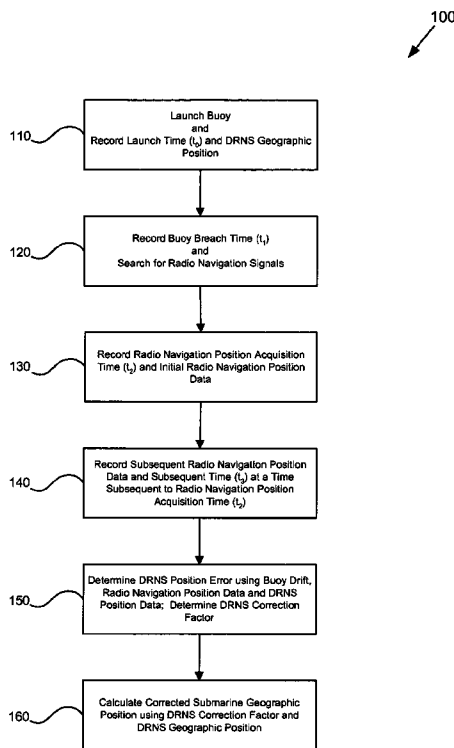 100
110
Launch Buoy
and
Record Launch Time (t₀) and DRNS Geographic
Position
120
Record Buoy Breach Time (t₁)
and
Search for Radio Navigation Signals
130
Record Radio Navigation Position Acquisition
Time (t₂) and Initial Radio Navigation Position
Data
140
Record Subsequent Radio Navigation Position
Data and Subsequent Time (t₃) at a Time
Subsequent to Radio Navigation Position
Acquisition Time (t₂)
150
Determine DRNS Position Error using Buoy Drift,
Radio Navigation Position Data and DRNS
Position Data; Determine DRNS Correction
Factor
160
Calculate Corrected Submarine Geographic
Position using DRNS Correction Factor and
DRNS Geographic Position